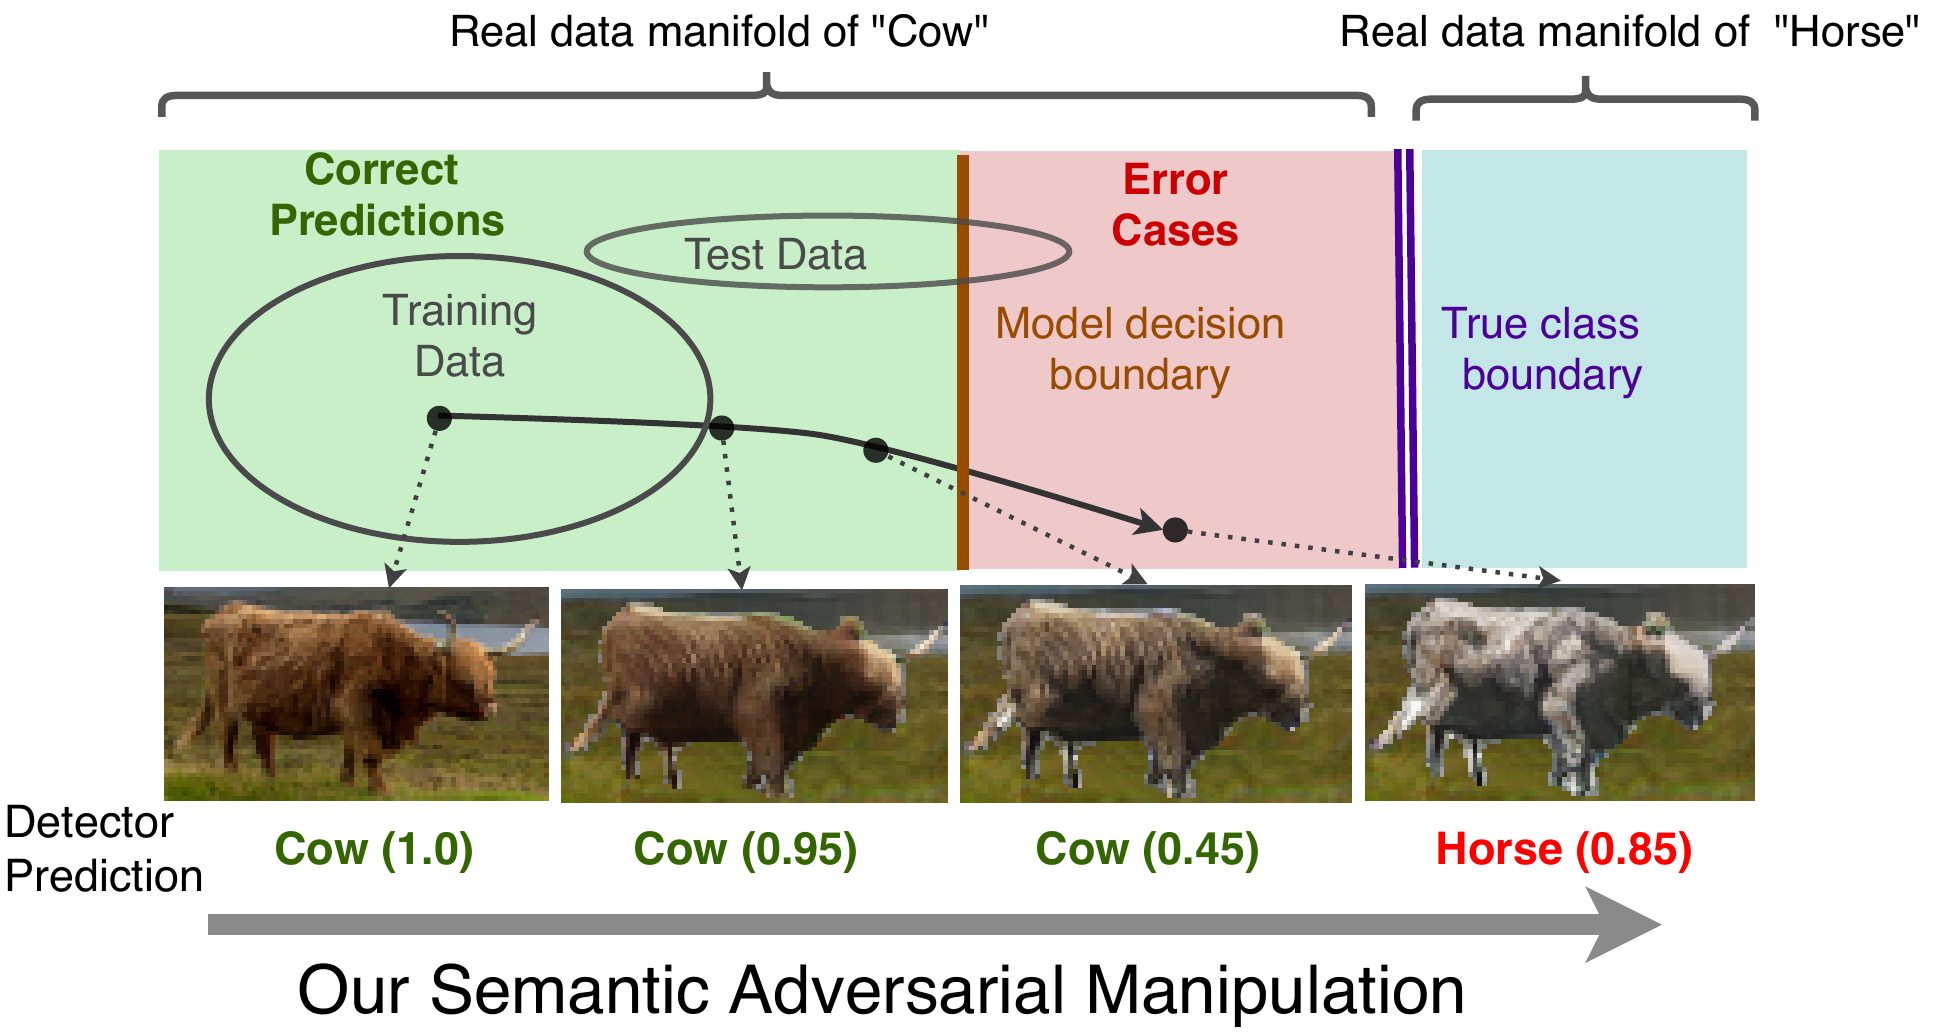 Real data manifold of "Cow"
Real data manifold of "Horse"
Correct
Predictions
Error
Cases
Test Data
Training
Data
Model decision
boundary
True class
boundary
Detector
Prediction
Cow (1.0)
Cow (0.95)
Cow (0.45)
Horse (0.85)
Our Semantic Adversarial Manipulation